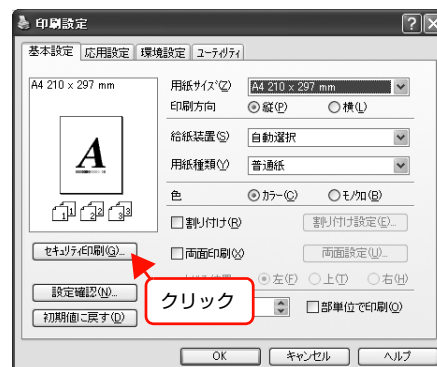 印刷設定
基本設定 応用設定 環境設定 ユーティリティ
A4 210 x 297 mm
用紙サイズ(Z) A4 210 x 297 mm
印刷方向 縦(P) 横(L)
給紙装置(S) 自動選択
用紙種類(Y) 普通紙
A
色 カラー(C) モノクロ(B)
1 1 2 2 3 3
割り付け(R) 割り付け設定(E)...
セキュリティ印刷(G)... 両面印刷(X) 両面設定(U)...
左(F) 上(T) 右(H)
設定確認(N)... クリック 部単位で印刷(O)
初期値に戻す(D)
OK キャンセル ヘルプ